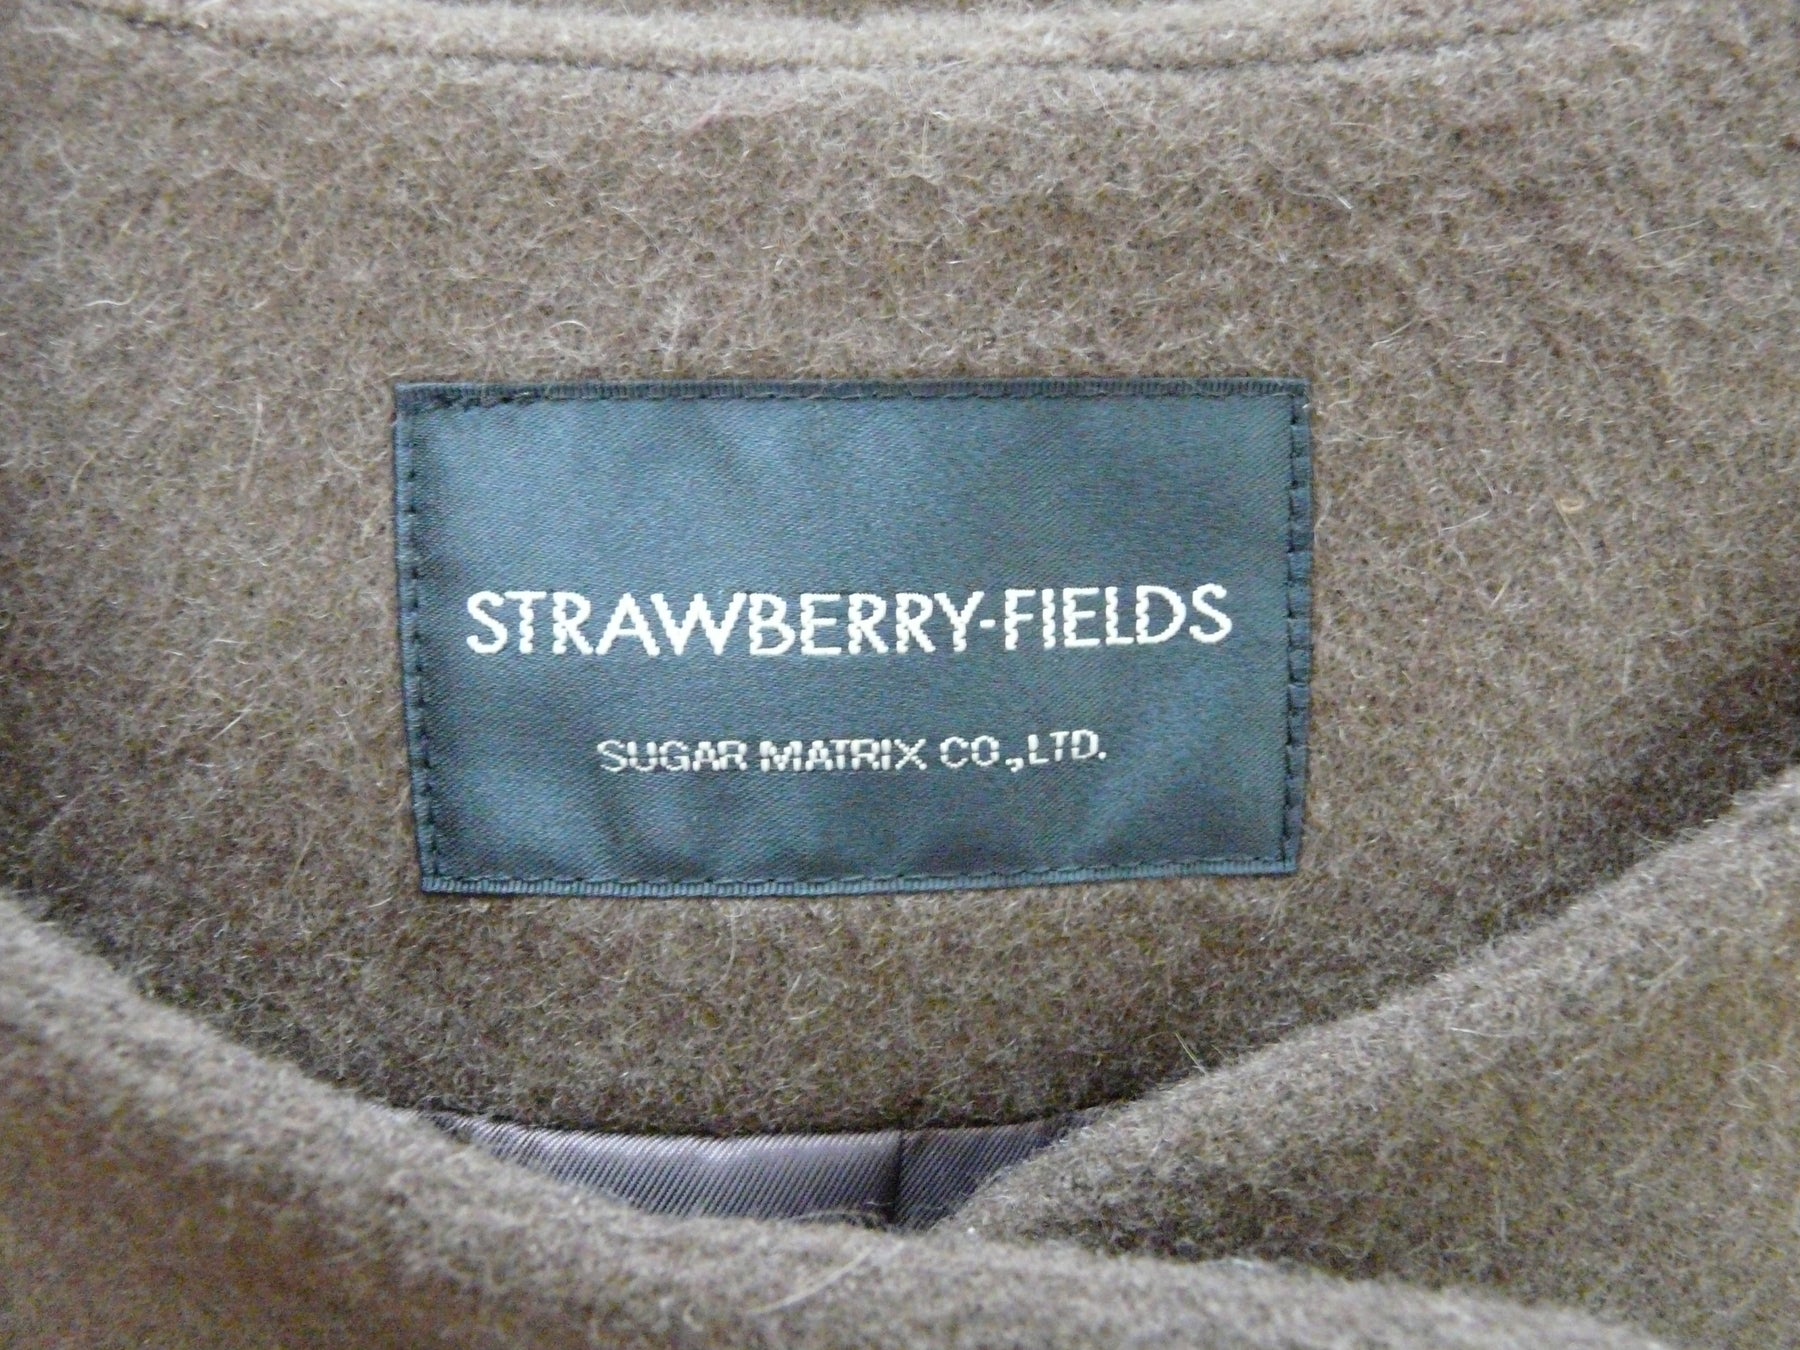 STRAWBERRY-FIELDS
SUGAR MATRIX CO.,LTD.